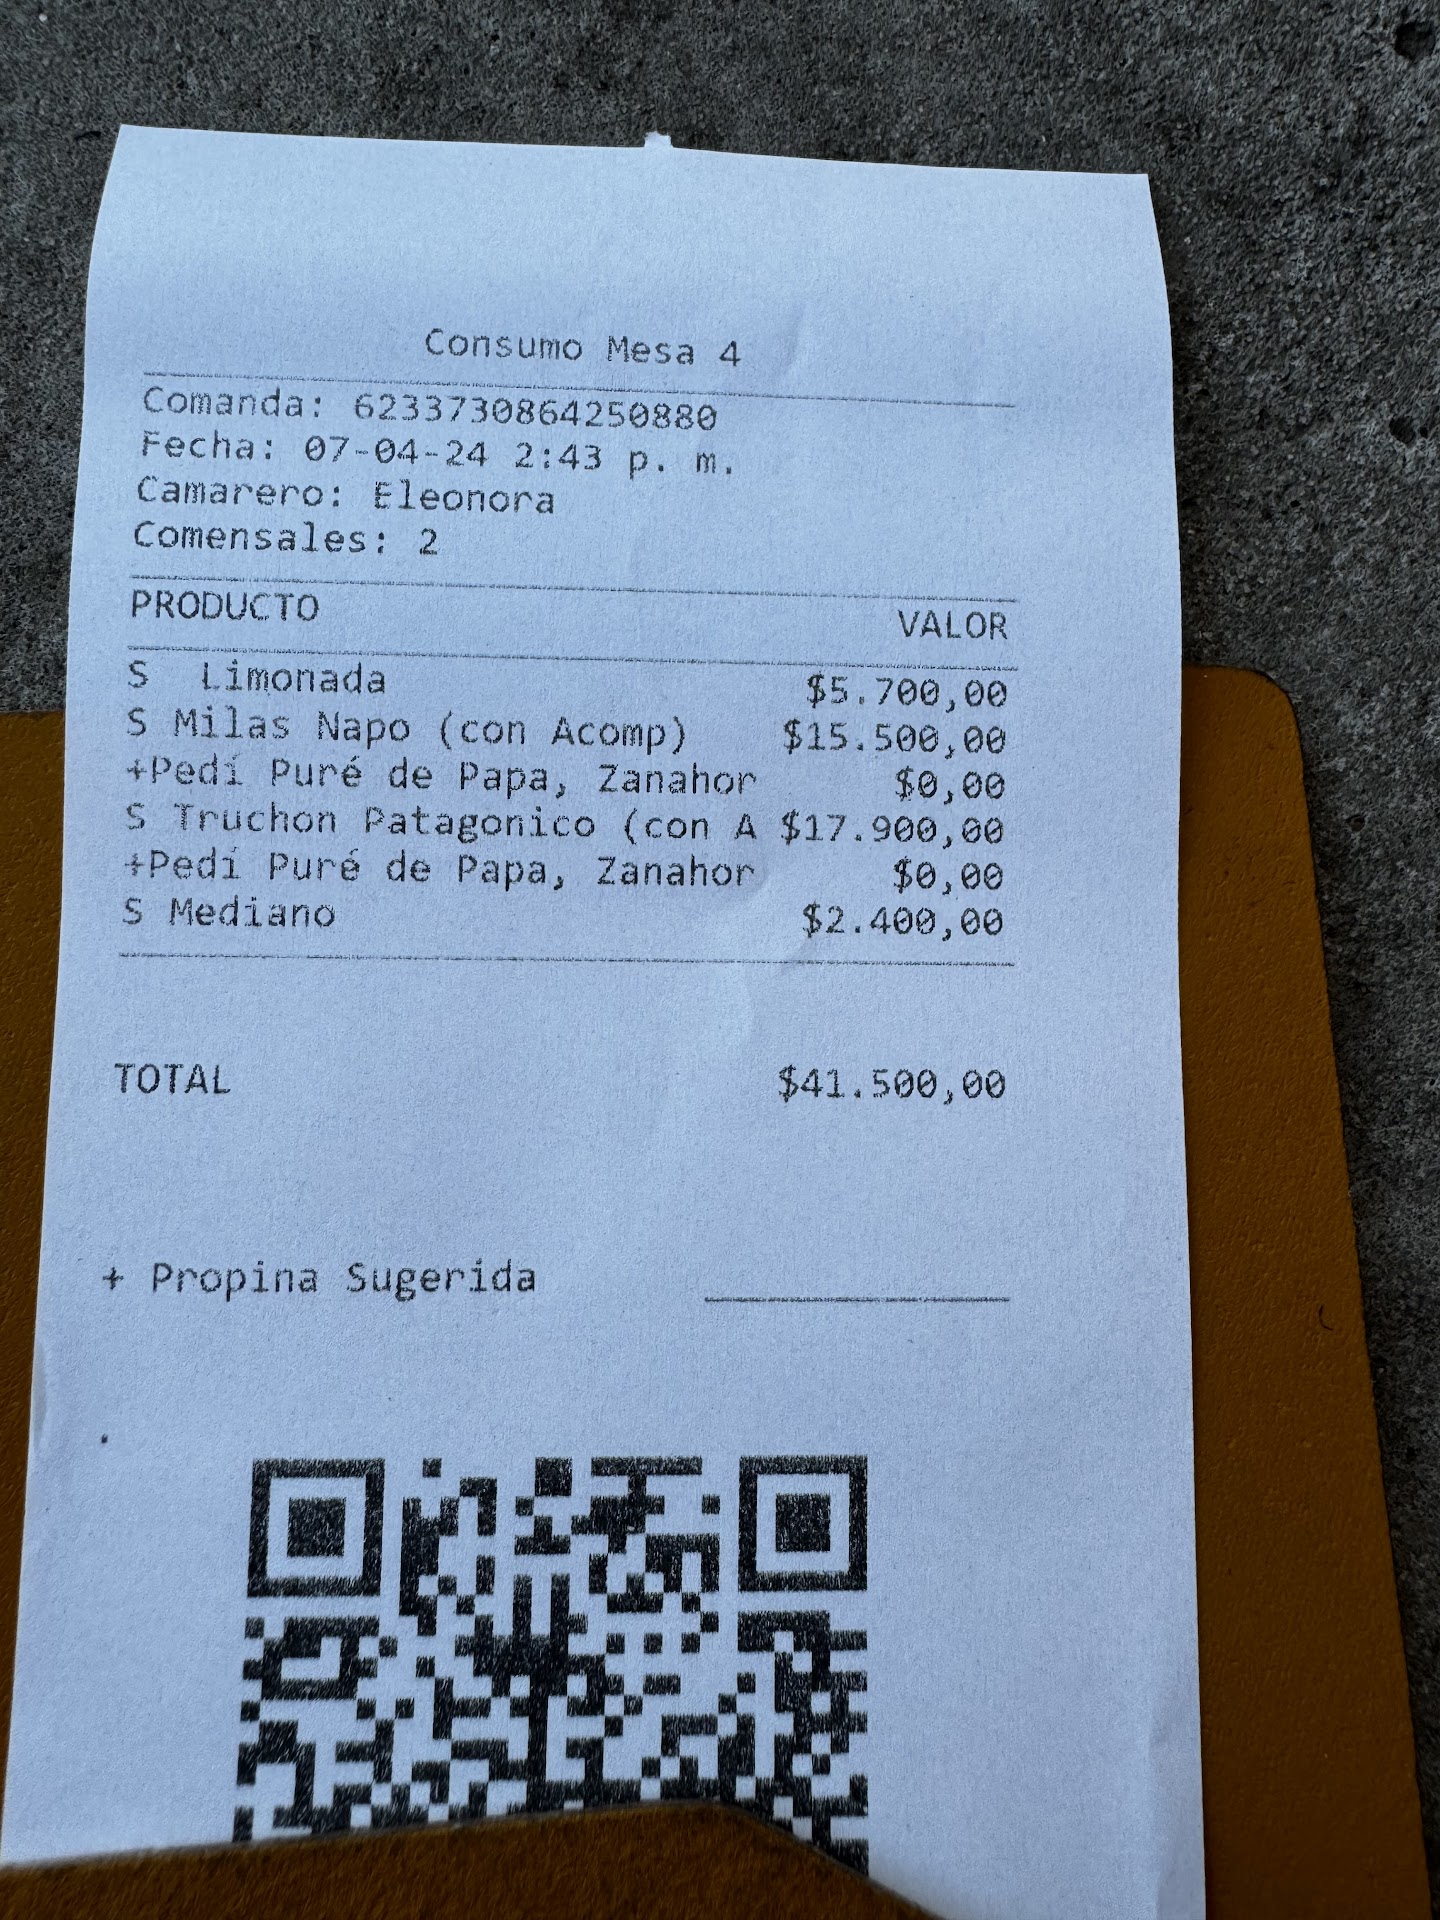 Consumo Mesa 4
Comanda: 6233730864250880
Fecha: 07-04-24 2:43 p. m.
Camarero: Eleonora
Comensales: 2
PRODUCTO VALOR
S Limonada $5.700,00
S Milas Napo (con Acomp) $15.500,00
+Pedí Puré de Papa, Zanahor $0,00
S Truchon Patagonico (con A $17.900,00
+Pedí Puré de Papa, Zanahor $0,00
S Mediano $2.400,00
TOTAL $41.500,00
+ Propina Sugerida